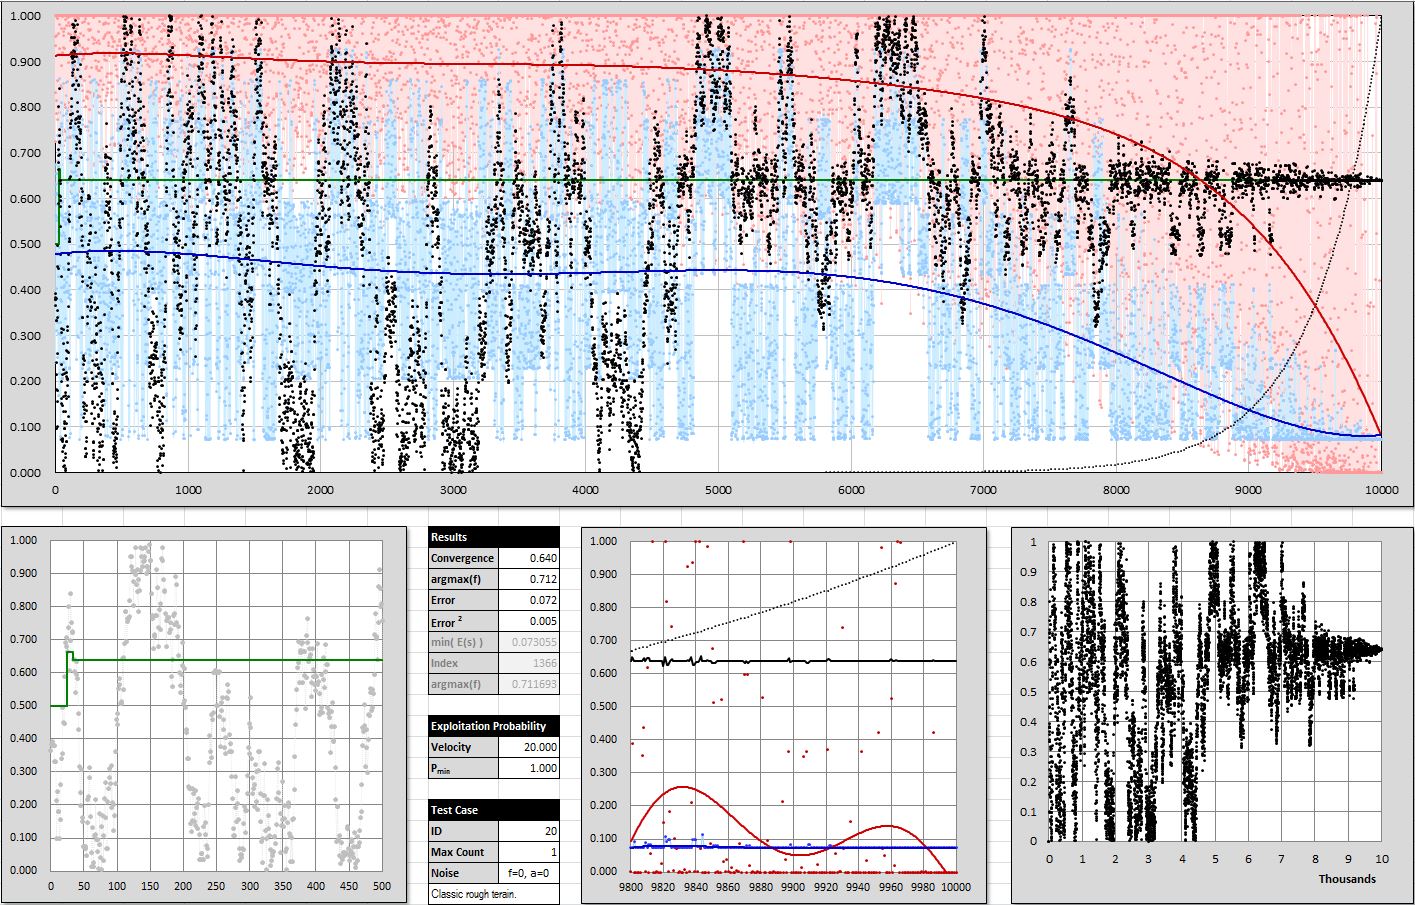 1.000
0.900
0.800
0.700
0.600
0.500
0.400
0.300
0.200
0.100
0.000
0 1000 2000 3000 4000 5000 6000 7000 8000 9000 10000
1.000
0.900
0.800
0.700
0.600
0.500
0.400
0.300
0.200
0.100
0.000
0 50 100 150 200 250 300 350 400 450 500
Results
Convergence 0.640
argmax(f) 0.712
Error 0.072
Error 2 0.005
min( E(s) ) 0.073055
Index 1366
argmax(f) 0.711693
Exploitation Probability
Velocity 20.000
Pmin 1.000
Test Case
ID 20
Max Count 1
Noise f=0, a=0
Classic rough terrain.
1.000
0.900
0.800
0.700
0.600
0.500
0.400
0.300
0.200
0.100
0.000
9800 9820 9840 9860 9880 9900 9920 9940 9960 9980 10000
1
0.9
0.8
0.7
0.6
0.5
0.4
0.3
0.2
0.1
0
0 1 2 3 4 5 6 7 8 9 10
Thousands